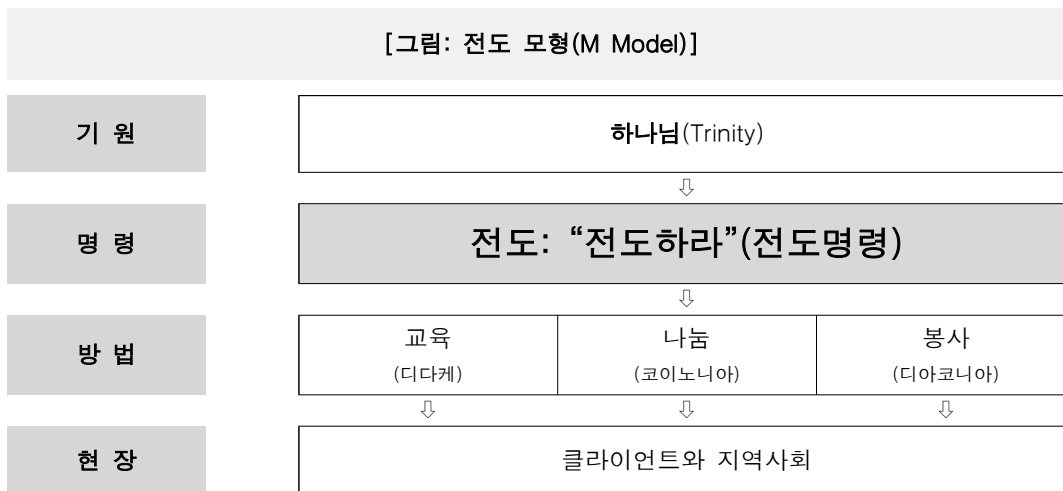 [그림: 전도 모형(M Model)]
기 원
하나님(Trinity)
⇩
명 령
전도: “전도하라”(전도명령)
⇩
방 법
교육
(디다케)
나눔
(코이노니아)
봉사
(디아코니아)
⇩ ⇩ ⇩
현 장
클라이언트와 지역사회